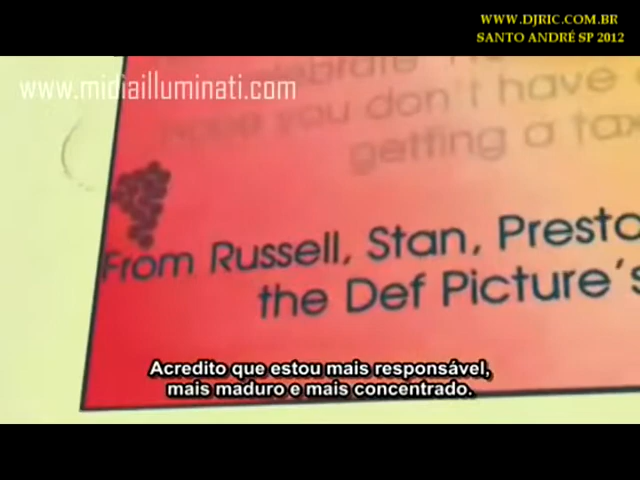 WWW.DJRIC.COM.BR
SANTO ANDRÉ SP 2012
www.midiailluminati.com
you don't have
getting a tax
From Russell, Stan, Presto
the Def Picture's
Acredito que estou mais responsável,
mais maduro e mais concentrado.